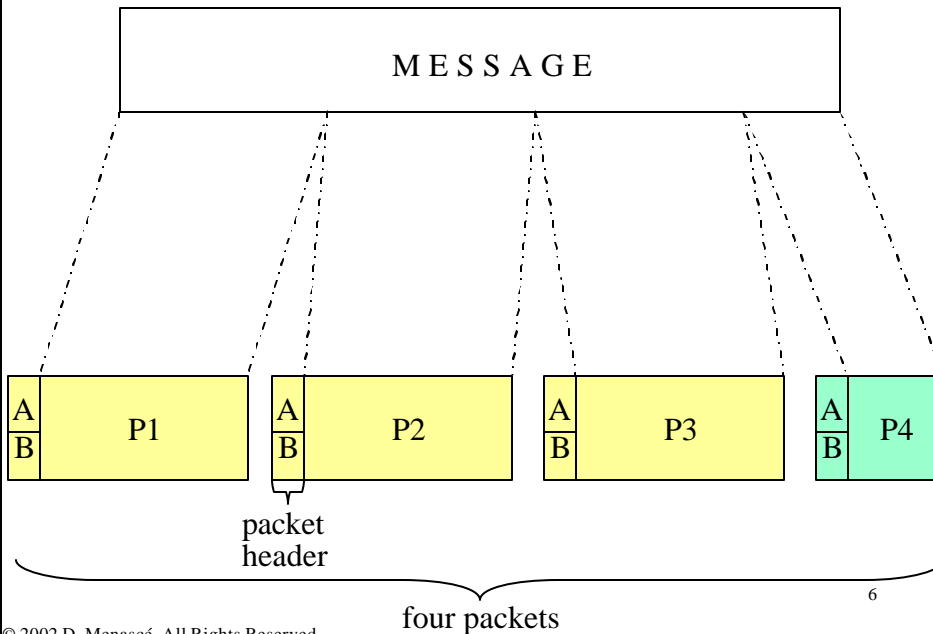 M E S S A G E
A
B
P1
A
B
P2
A
B
P3
A
B
P4
packet
header
four packets
6
© 2002 D. Menascé. All Rights Reserved.